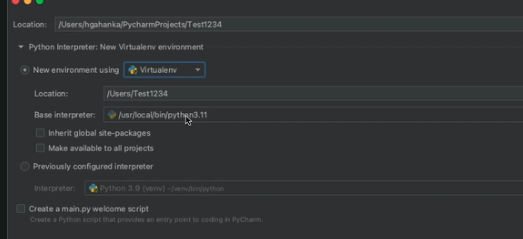 Location: /Users/hgahanka/PycharmProjects/Test1234
Python Interpreter: New Virtualenv environment
New environment using Virtualenv
Location: /Users/Test1234
Base interpreter: /usr/local/bin/python3.11
Inherit global site-packages
Make available to all projects
Previously configured interpreter
Interpreter: Python 3.9 (venv) ~/venv/bin/python
Create a main.py welcome script
Create a Python script that provides an entry point to coding in PyCharm.